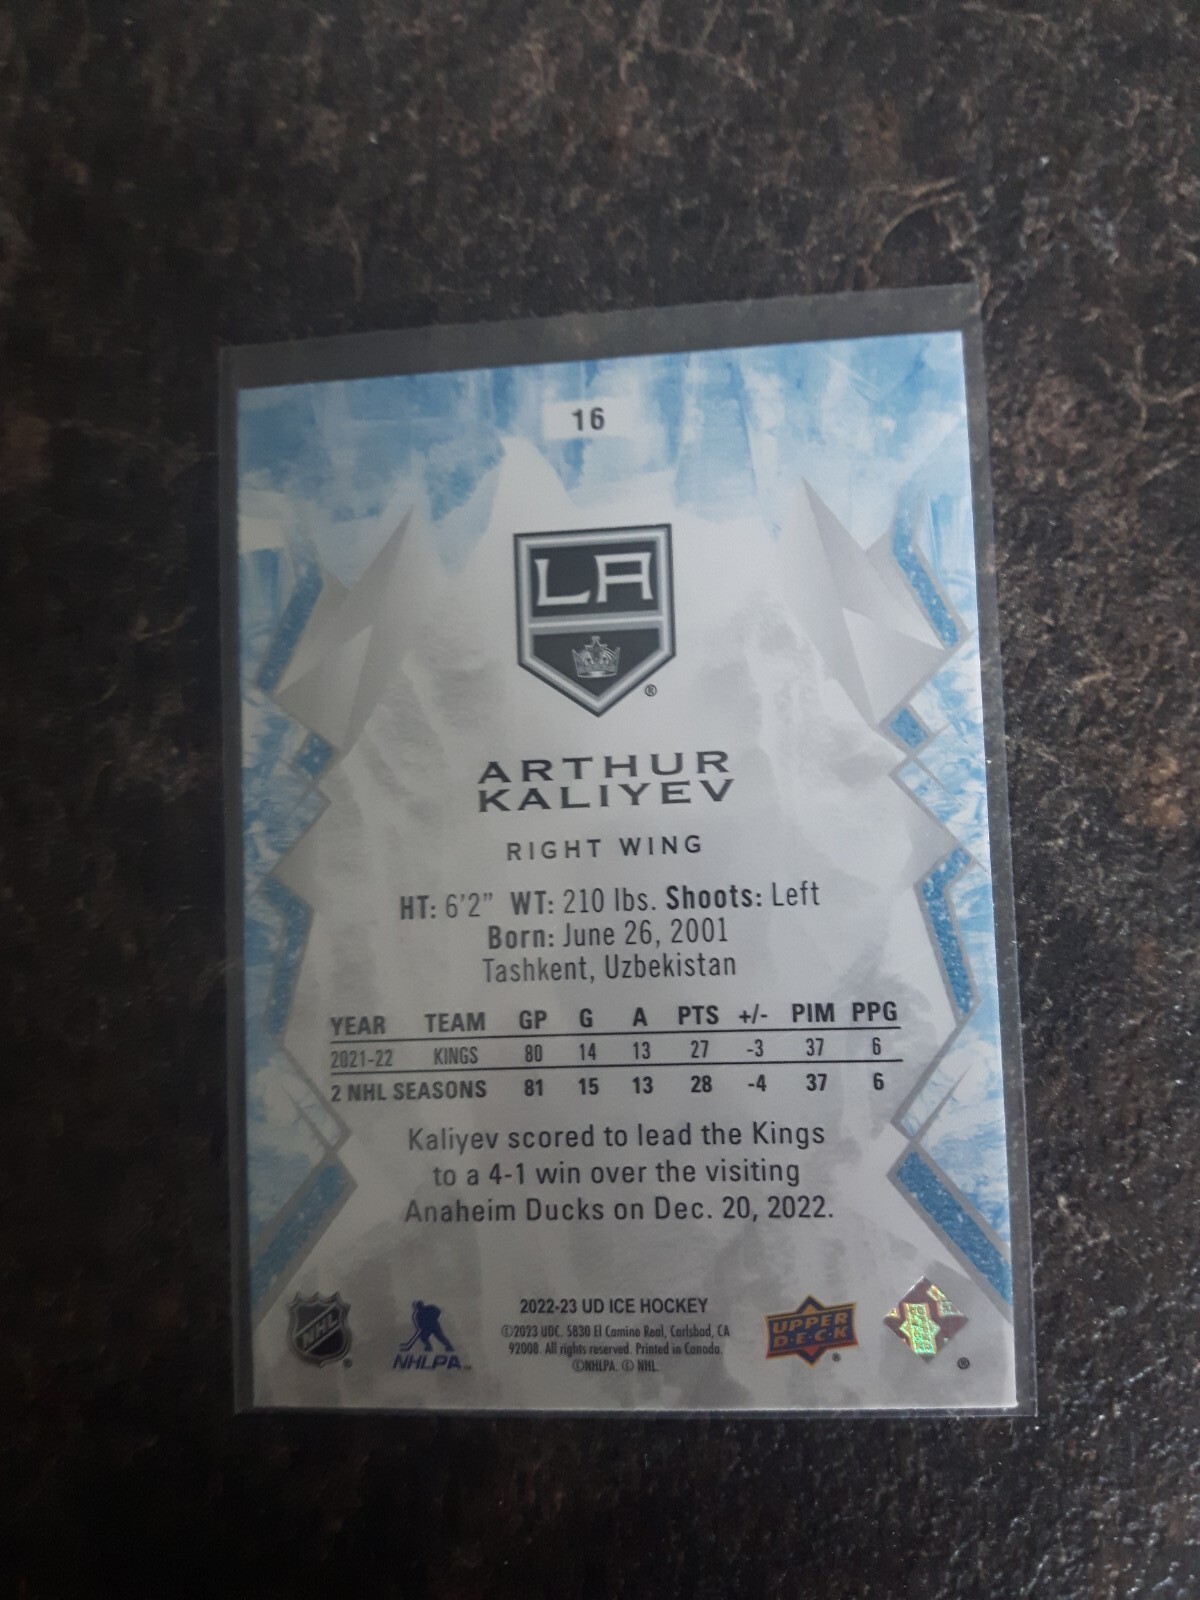 16
LA
®
ARTHUR
KALIYEV
RIGHT WING
HT: 6'2" WT: 210 lbs. Shoots: Left
Born: June 26, 2001
Tashkent, Uzbekistan
YEAR TEAM GP G A PTS +/- PIM PPG
2021-22 KINGS 80 14 13 27 -3 37 6
2 NHL SEASONS 81 15 13 28 -4 37 6
Kaliyev scored to lead the Kings
to a 4-1 win over the visiting
Anaheim Ducks on Dec. 20, 2022.
2022-23 UD ICE HOCKEY
©2023 UDC. 5830 El Camino Real, Carlsbad, CA
92008. All rights reserved. Printed in Canada.
©NHLPA. © NHL.
NHL ®
NHLPA™
UPPER
D·E·C·K ®
®